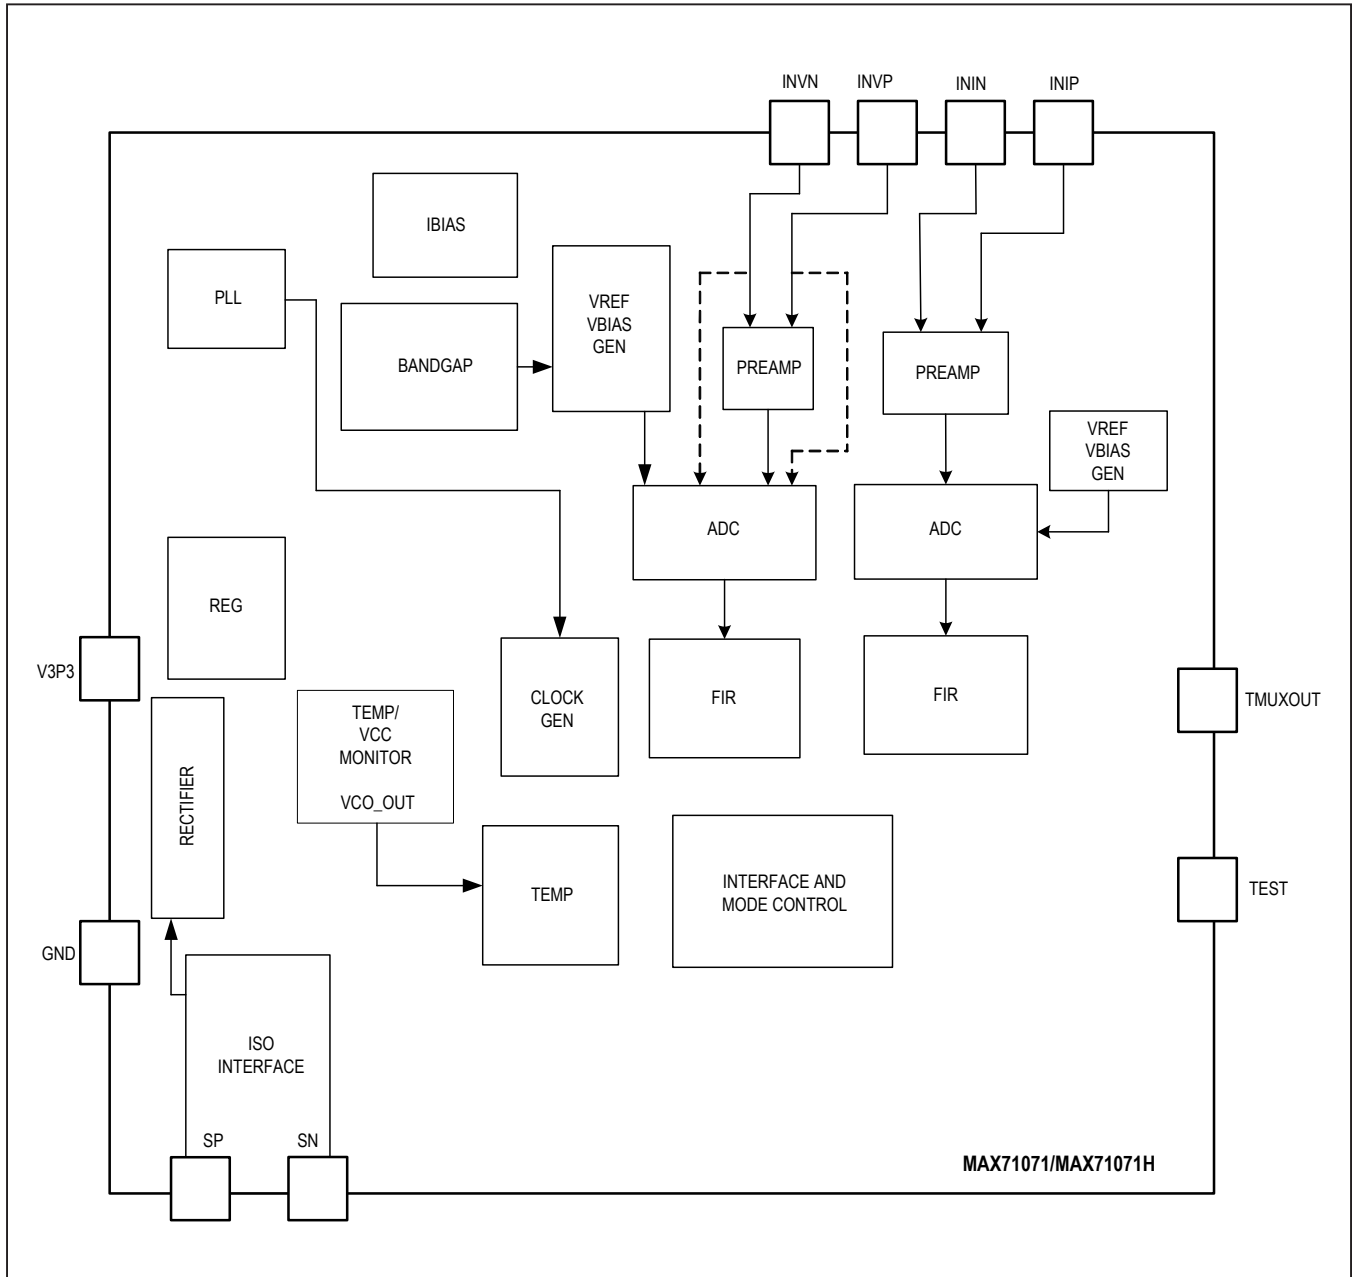 INVN
INVP
ININ
INIP
IBIAS
PLL
VREF
VBIAS
GEN
BANDGAP
PREAMP
PREAMP
VREF
VBIAS
GEN
ADC
ADC
REG
V3P3
CLOCK
GEN
FIR
FIR
TMUXOUT
TEMP/
VCC
MONITOR
VCO_OUT
RECTIFIER
TEMP
INTERFACE AND
MODE CONTROL
TEST
GND
ISO
INTERFACE
SP
SN
MAX71071/MAX71071H